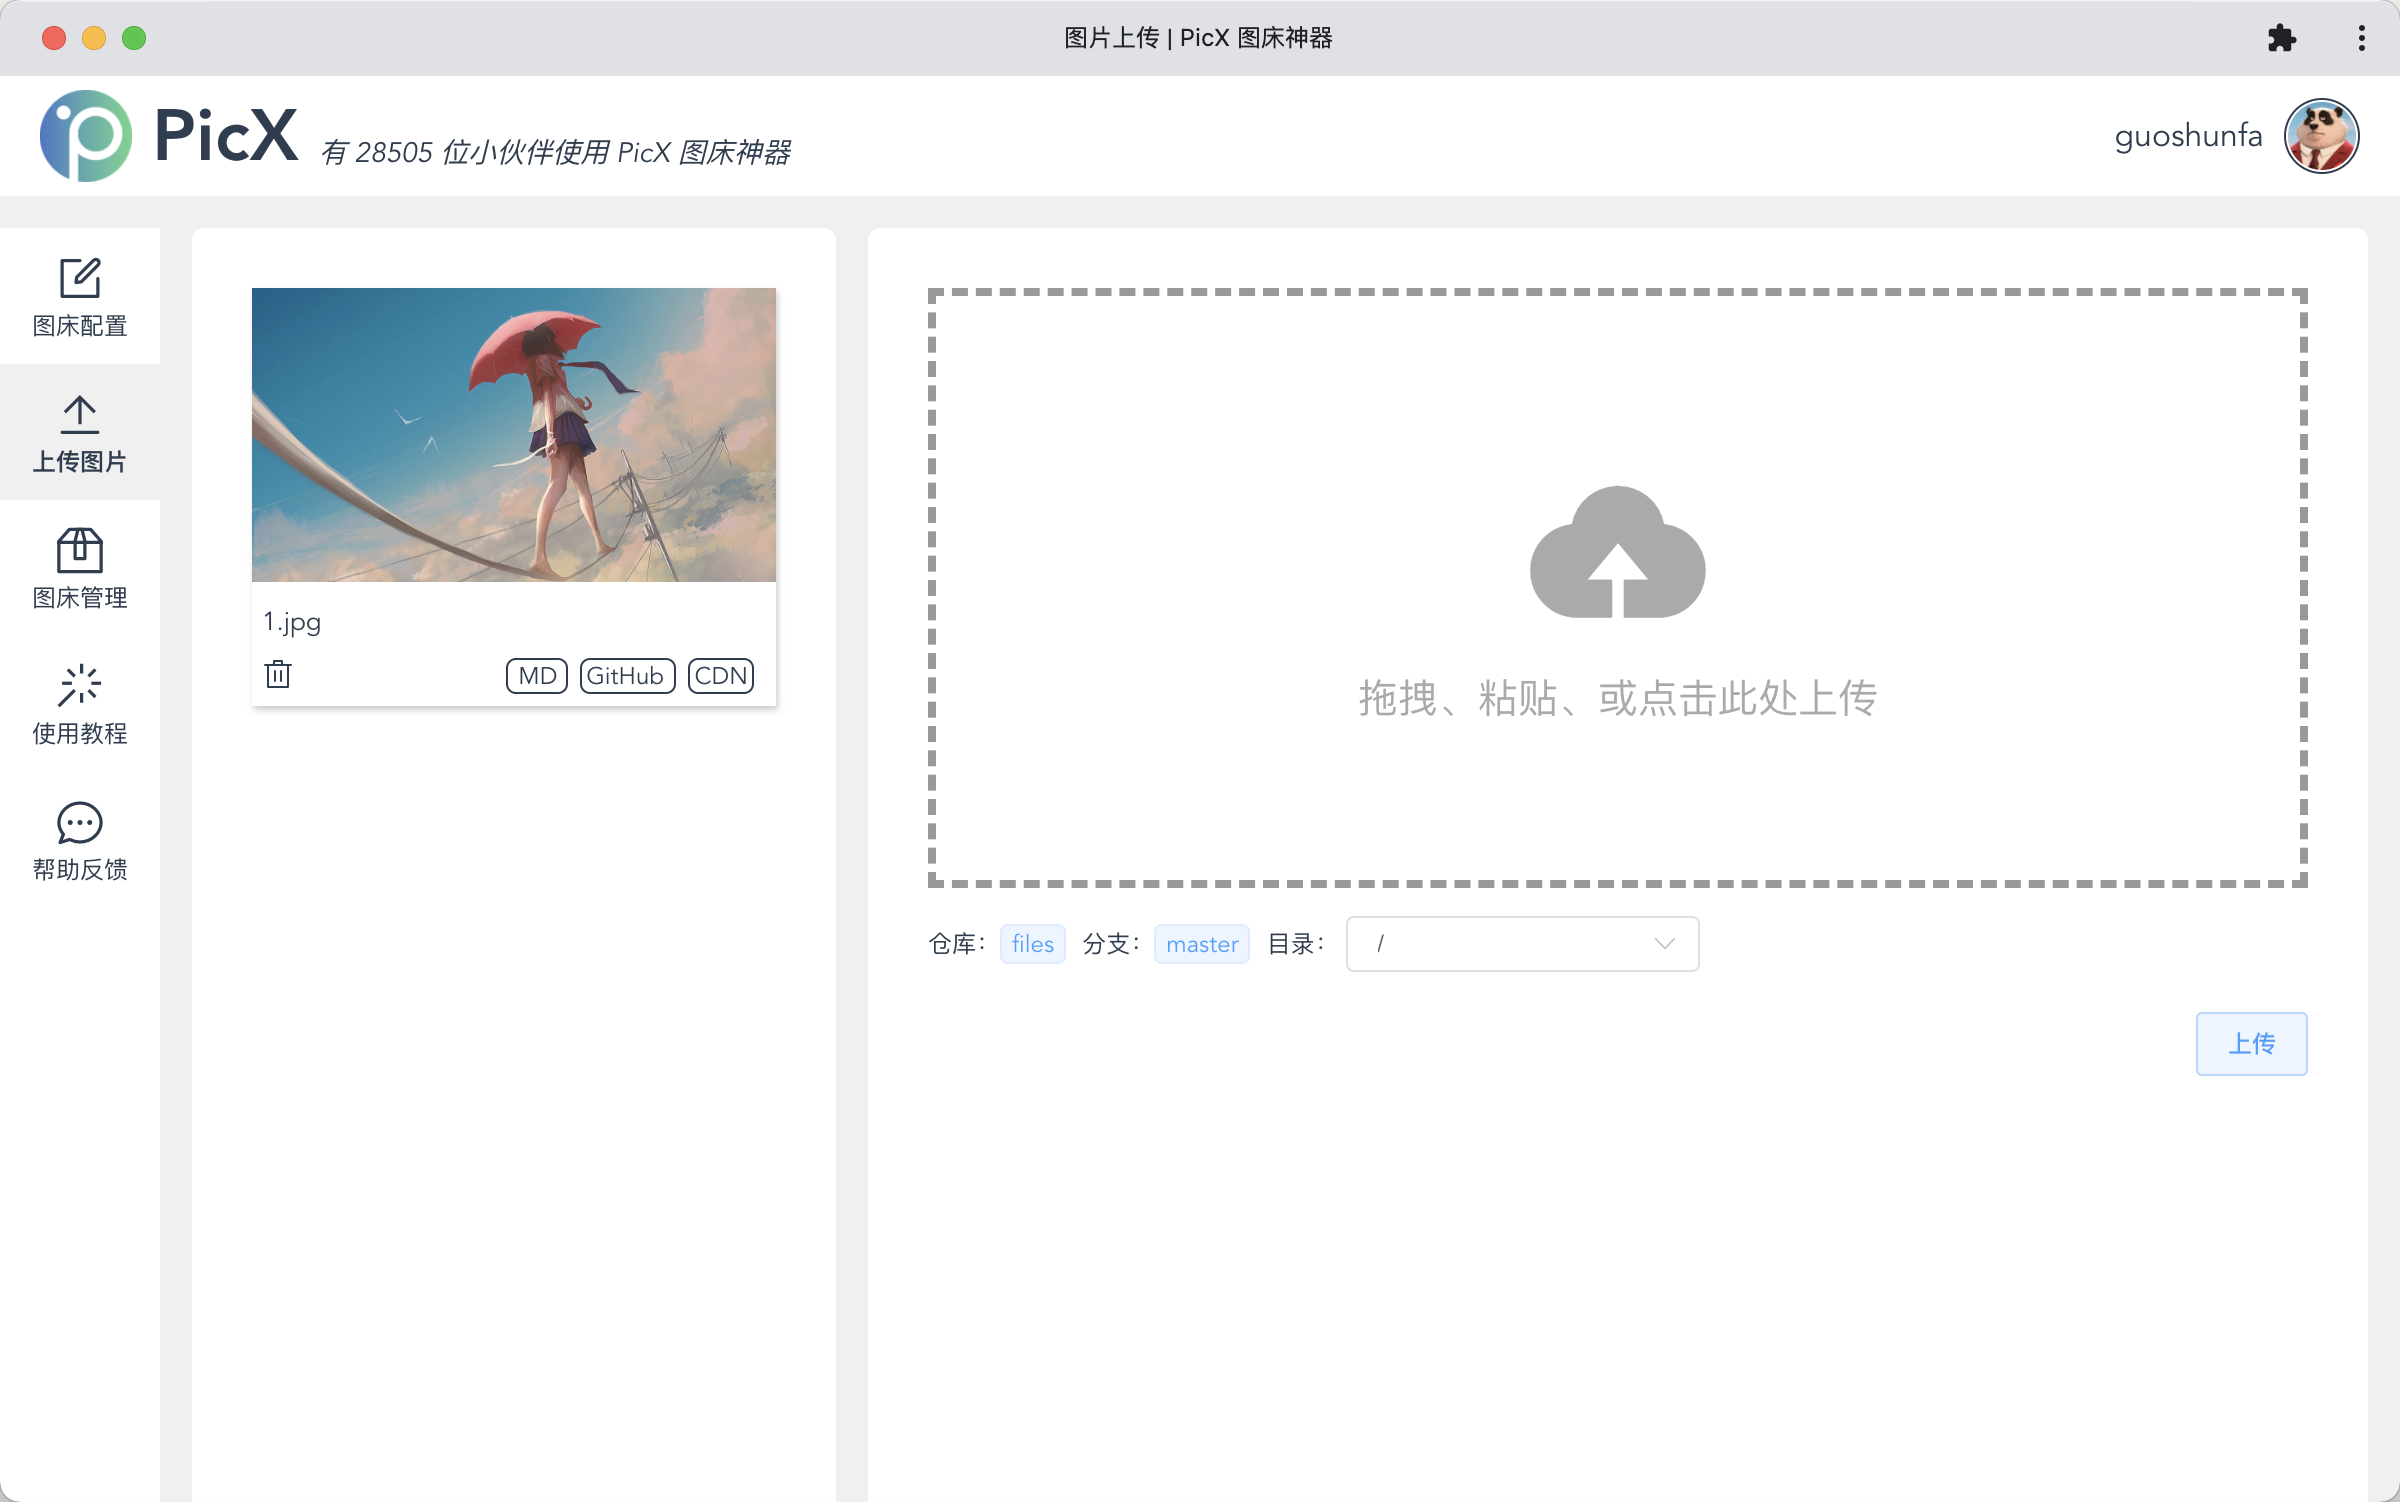 图片上传 | PicX 图床神器
PicX 有 28505 位小伙伴使用 PicX 图床神器
guoshunfa
图床配置
上传图片
图床管理
使用教程
帮助反馈
1.jpg
MD GitHub CDN
拖拽、粘贴、或点击此处上传
仓库： files 分支： master 目录： /
上传